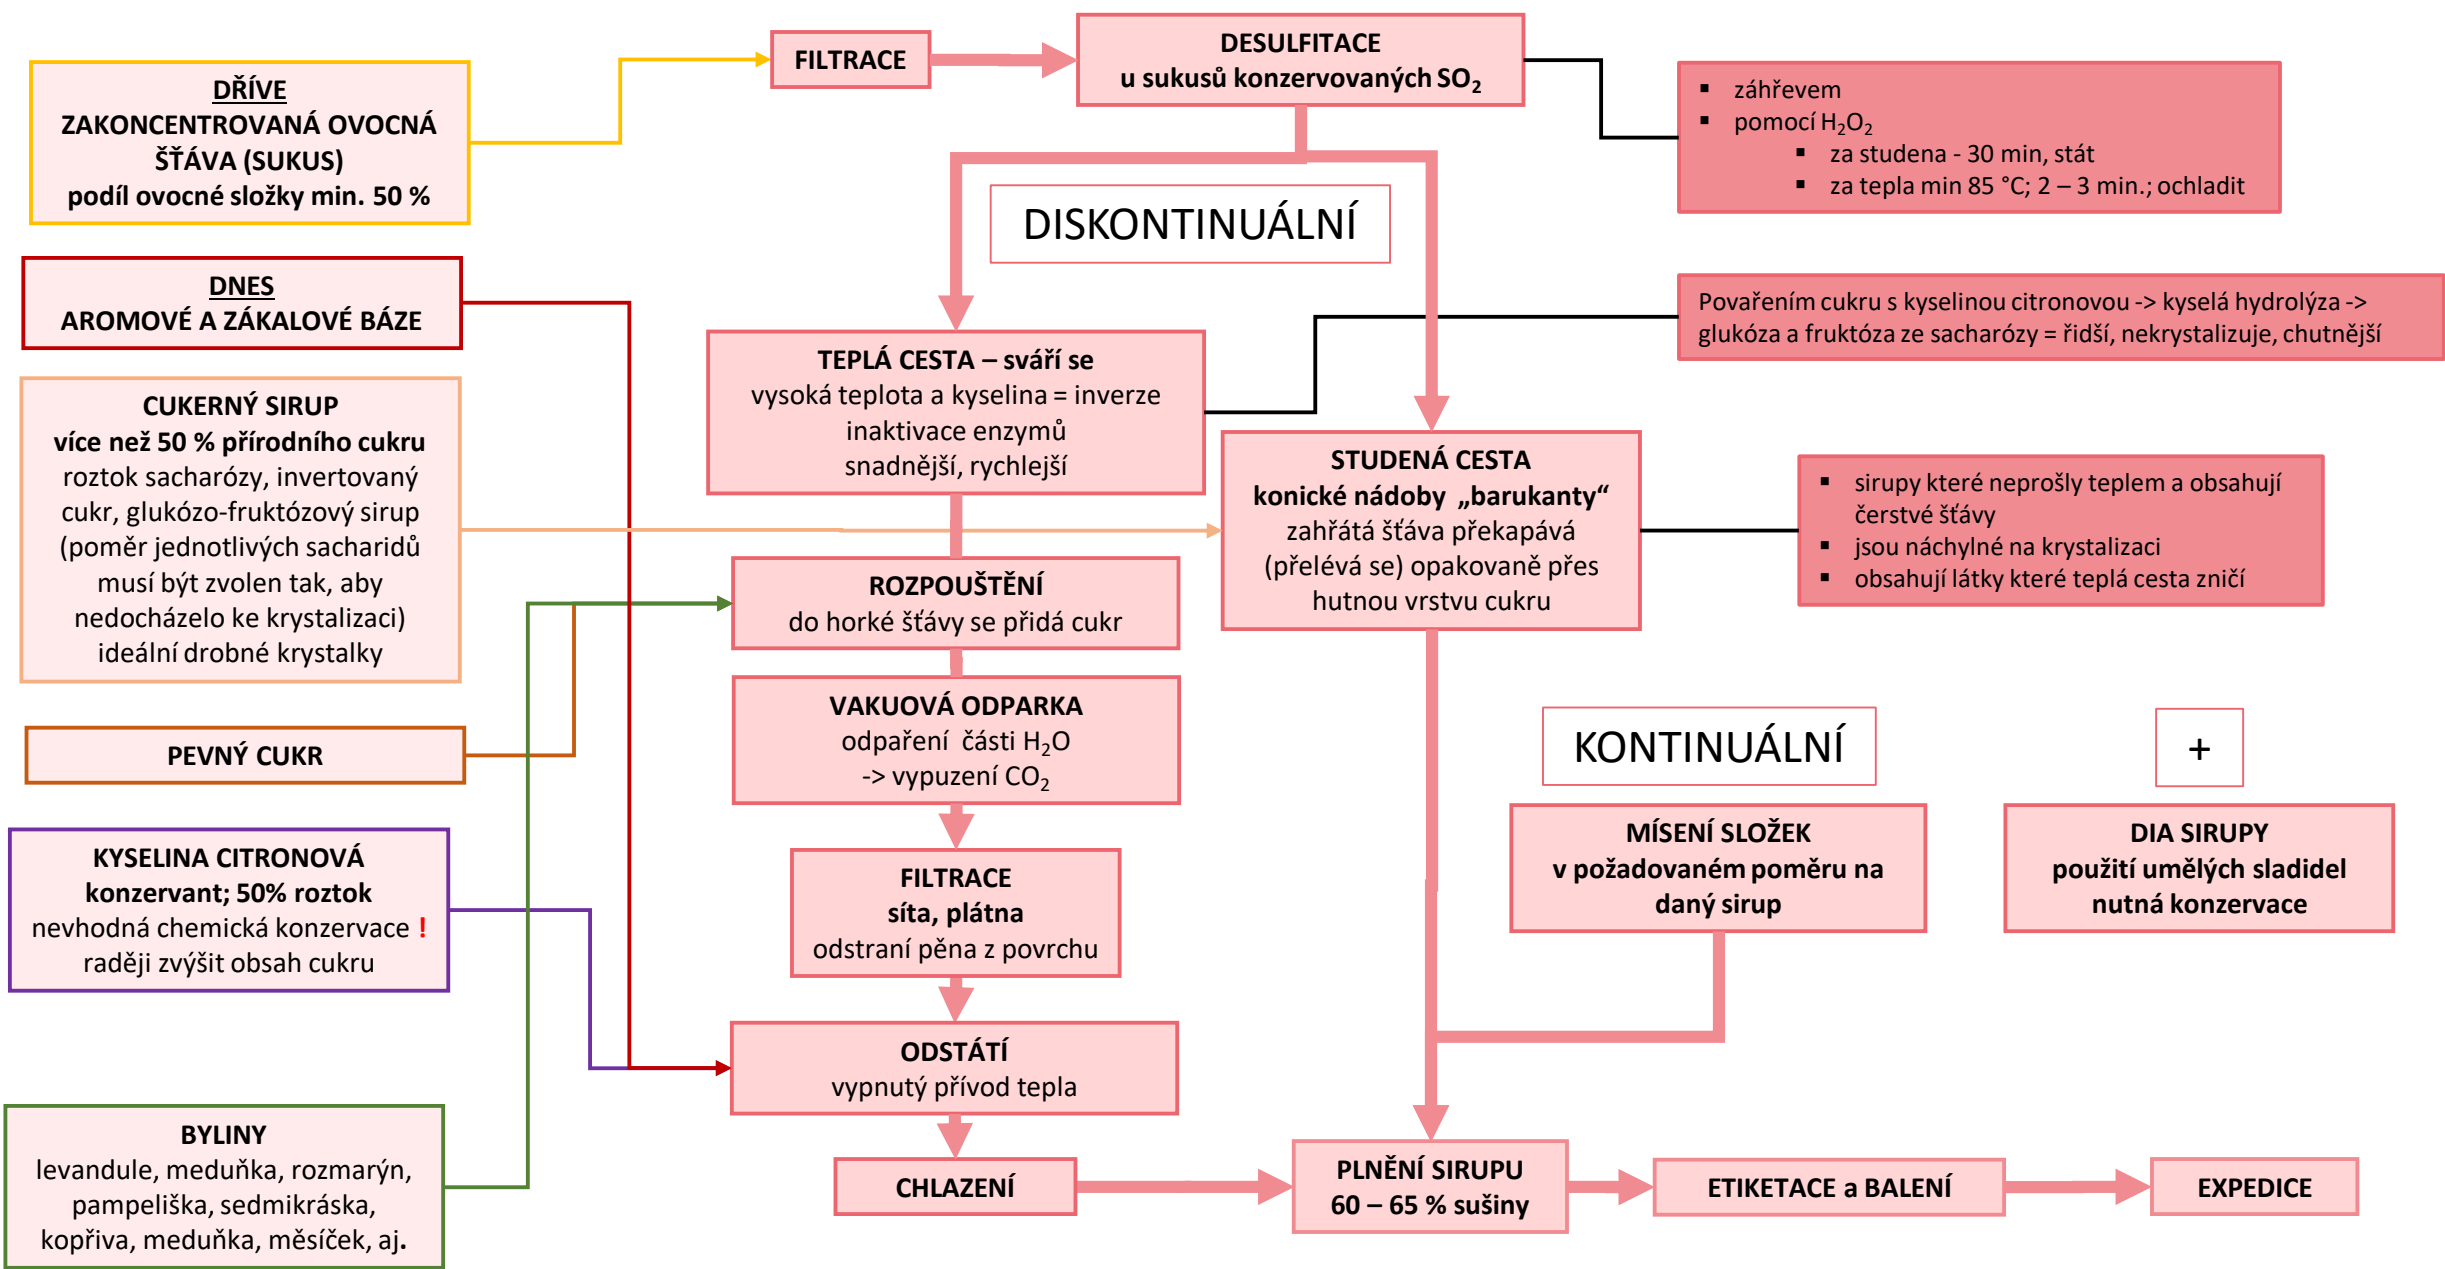 DŘÍVE
ZAKONCENTROVANÁ OVOCNÁ
ŠŤÁVA (SUKUS)
podíl ovocné složky min. 50 %
FILTRACE
DESULFITACE
u sukusů konzervovaných SO₂
▪ záhřevem
▪ pomocí H₂O₂
▪ za studena - 30 min, stát
▪ za tepla min 85 °C; 2 – 3 min.; ochladit
DISKONTINUÁLNÍ
DNES
AROMOVÉ A ZÁKALOVÉ BÁZE
Povařením cukru s kyselinou citronovou -> kyselá hydrolýza ->
glukóza a fruktóza ze sacharózy = řidší, nekrystalizuje, chutnější
TEPLÁ CESTA – sváří se
vysoká teplota a kyselina = inverze
inaktivace enzymů
snadnější, rychlejší
CUKERNÝ SIRUP
více než 50 % přírodního cukru
roztok sacharózy, invertovaný
cukr, glukózo-fruktózový sirup
(poměr jednotlivých sacharidů
musí být zvolen tak, aby
nedocházelo ke krystalizaci)
ideální drobné krystalky
STUDENÁ CESTA
konické nádoby „barukanty“
zahřátá šťáva překapává
(přelévá se) opakovaně přes
hutnou vrstvu cukru
▪ sirupy které neprošly teplem a obsahují
čerstvé šťávy
▪ jsou náchylné na krystalizaci
▪ obsahují látky které teplá cesta zničí
ROZPOUŠTĚNÍ
do horké šťávy se přidá cukr
VAKUOVÁ ODPARKA
odpaření části H₂O
-> vypuzení CO₂
PEVNÝ CUKR
KONTINUÁLNÍ
+
MÍSENÍ SLOŽEK
v požadovaném poměru na
daný sirup
DIA SIRUPY
použití umělých sladidel
nutná konzervace
KYSELINA CITRONOVÁ
konzervant; 50% roztok
nevhodná chemická konzervace !
raději zvýšit obsah cukru
FILTRACE
síta, plátna
odstraní pěna z povrchu
ODSTÁTÍ
vypnutý přívod tepla
BYLINY
levandule, meduňka, rozmarýn,
pampeliška, sedmikráska,
kopřiva, meduňka, měsíček, aj.
CHLAZENÍ
PLNĚNÍ SIRUPU
60 – 65 % sušiny
ETIKETACE a BALENÍ
EXPEDICE